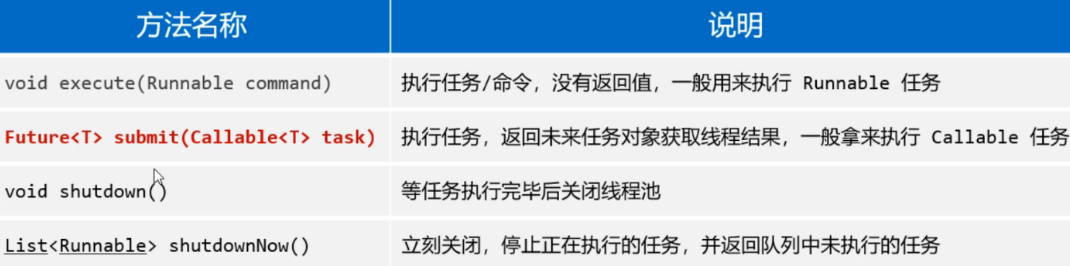 方法名称 说明
void execute(Runnable command) 执行任务/命令，没有返回值，一般用来执行 Runnable 任务
Future<T> submit(Callable<T> task) 执行任务，返回未来任务对象获取线程结果，一般拿来执行 Callable 任务
void shutdown() 等任务执行完毕后关闭线程池
List<Runnable> shutdownNow() 立刻关闭，停止正在执行的任务，并返回队列中未执行的任务